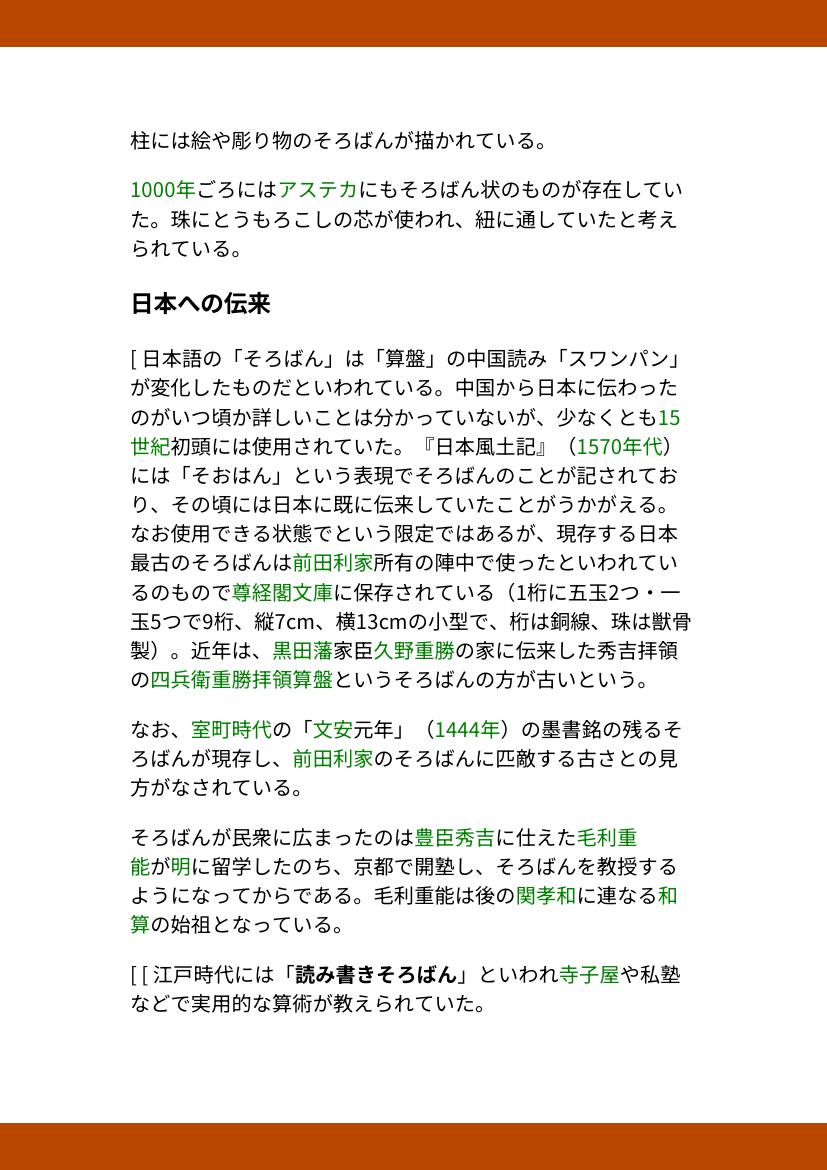 柱には絵や彫り物のそろばんが描かれている。
1000年ごろにはアステカにもそろばん状のものが存在してい
た。珠にとうもろこしの芯が使われ、紐に通していたと考え
られている。
日本への伝来
[ 日本語の「そろばん」は「算盤」の中国読み「スワンパン」
が変化したものだといわれている。中国から日本に伝わった
のがいつ頃か詳しいことは分かっていないが、少なくとも15
世紀初頭には使用されていた。『日本風土記』（1570年代）
には「そおはん」という表現でそろばんのことが記されてお
り、その頃には日本に既に伝来していたことがうかがえる。
なお使用できる状態でという限定ではあるが、現存する日本
最古のそろばんは前田利家所有の陣中で使ったといわれてい
るのもので尊経閣文庫に保存されている（1桁に五玉2つ・一
玉5つで9桁、縦7cm、横13cmの小型で、桁は銅線、珠は獣骨
製）。近年は、黒田藩家臣久野重勝の家に伝来した秀吉拝領
の四兵衛重勝拝領算盤というそろばんの方が古いという。
なお、室町時代の「文安元年」（1444年）の墨書銘の残るそ
ろばんが現存し、前田利家のそろばんに匹敵する古さとの見
方がなされている。
そろばんが民衆に広まったのは豊臣秀吉に仕えた毛利重
能が明に留学したのち、京都で開塾し、そろばんを教授する
ようになってからである。毛利重能は後の関孝和に連なる和
算の始祖となっている。
[ [ 江戸時代には「読み書きそろばん」といわれ寺子屋や私塾
などで実用的な算術が教えられていた。